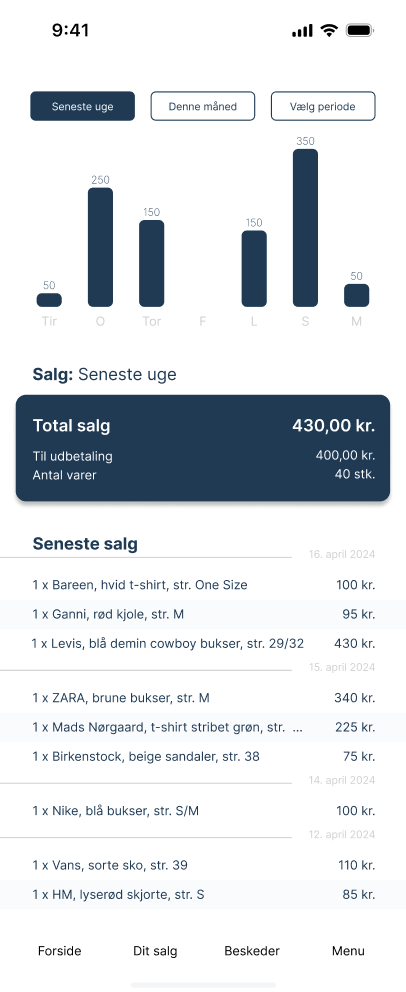 9:41
Seneste uge Denne måned Vælg periode
350
250
150
150
50
50
Tir O Tor F L S M
Salg: Seneste uge
Total salg 430,00 kr.
Til udbetaling 400,00 kr.
Antal varer 40 stk.
Seneste salg
16. april 2024
1 x Bareen, hvid t-shirt, str. One Size 100 kr.
1 x Ganni, rød kjole, str. M 95 kr.
1 x Levis, blå demin cowboy bukser, str. 29/32 430 kr.
15. april 2024
1 x ZARA, brune bukser, str. M 340 kr.
1 x Mads Nørgaard, t-shirt stribet grøn, str. ... 225 kr.
1 x Birkenstock, beige sandaler, str. 38 75 kr.
14. april 2024
1 x Nike, blå bukser, str. S/M 100 kr.
12. april 2024
1 x Vans, sorte sko, str. 39 110 kr.
1 x HM, lyserød skjorte, str. S 85 kr.
Forside Dit salg Beskeder Menu